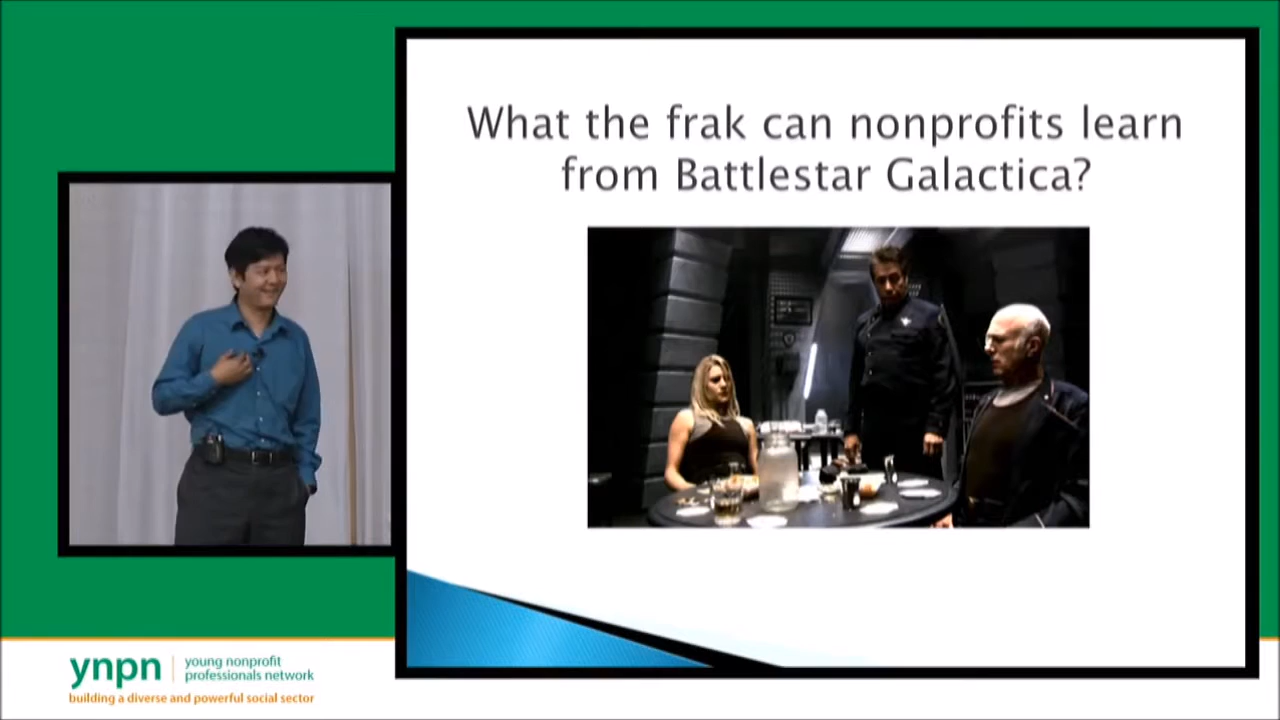 What the frak can nonprofits learn
from Battlestar Galactica?
ynpn
young nonprofit
professionals network
building a diverse and powerful social sector